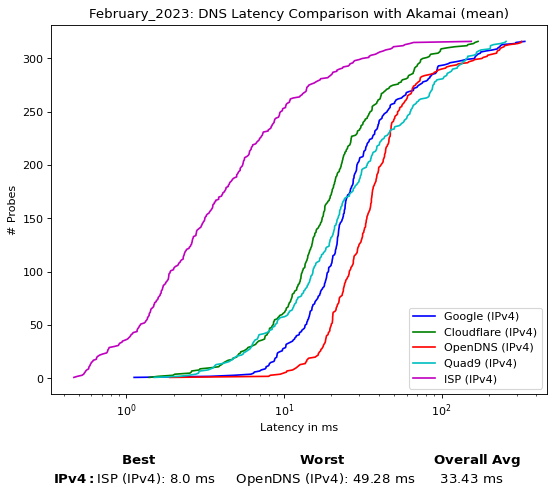 February_2023: DNS Latency Comparison with Akamai (mean)
# Probes
300
250
200
150
100
50
0
Google (IPv4)
Cloudflare (IPv4)
OpenDNS (IPv4)
Quad9 (IPv4)
ISP (IPv4)
10⁰ 10¹ 10²
Latency in ms
Best Worst Overall Avg
IPv4: ISP (IPv4): 8.0 ms OpenDNS (IPv4): 49.28 ms 33.43 ms